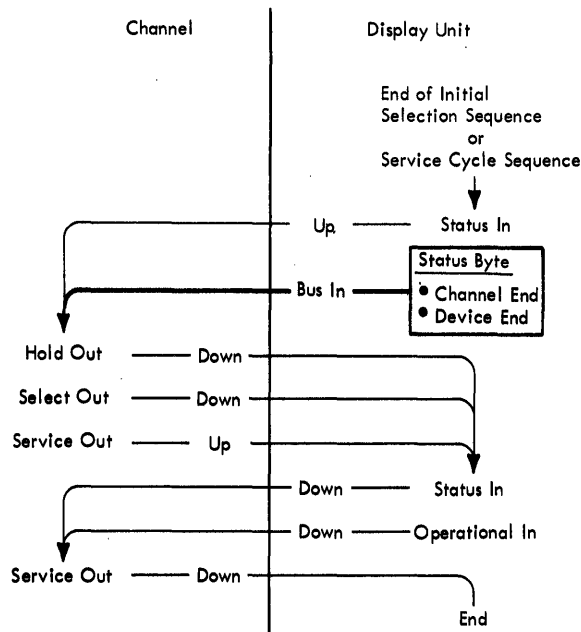 Channel
Display Unit
End of Initial
Selection Sequence
or
Service Cycle Sequence
Up. Status In
Status Byte
Bus In • Channel End
• Device End
Hold Out Down
Select Out Down
Service Out Up
Down Status In
Down Operational In
Service Out Down
End